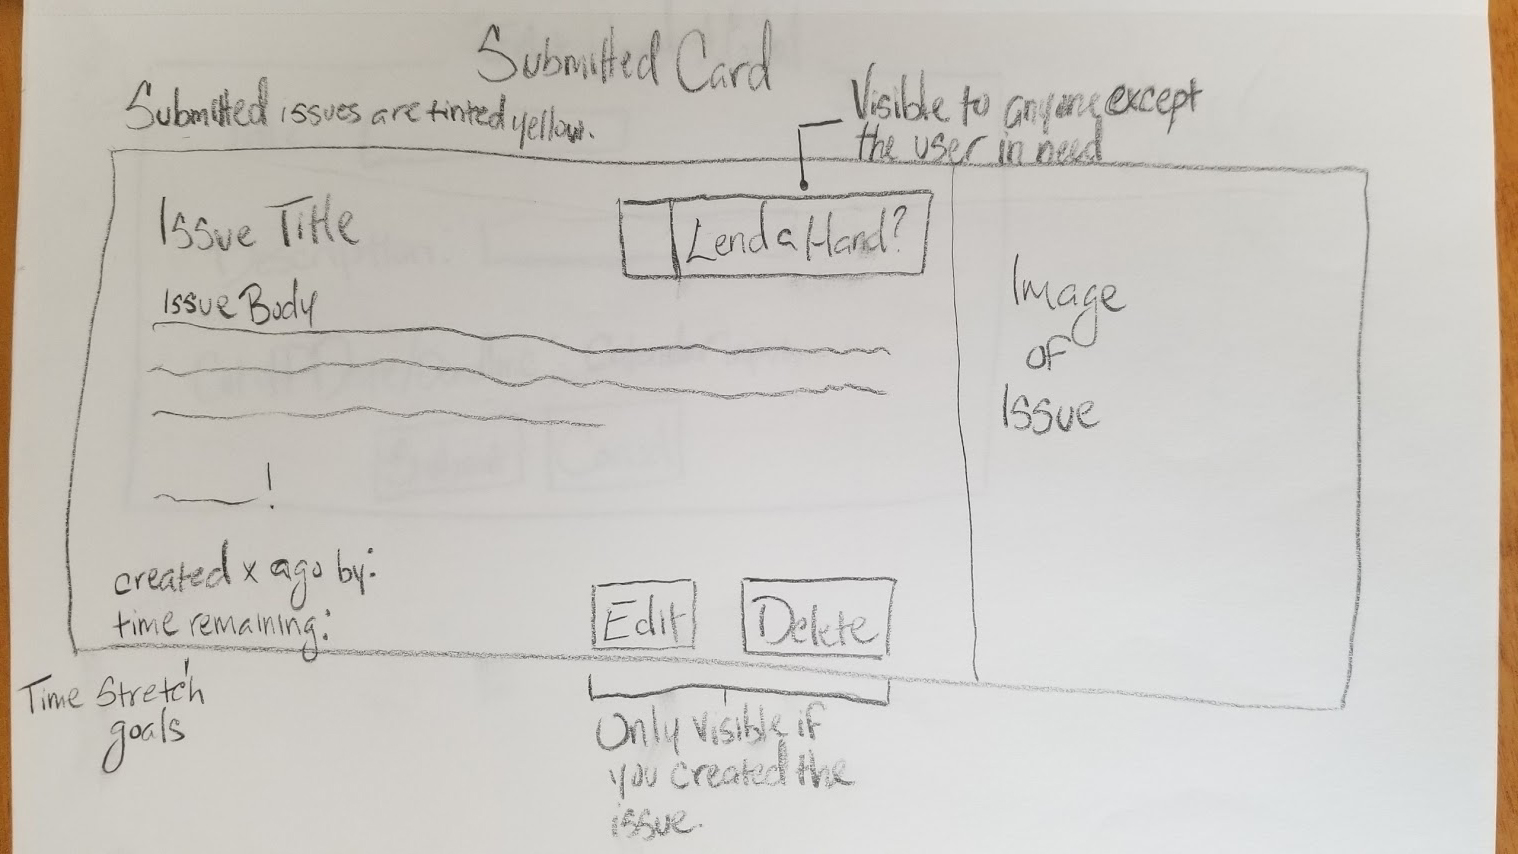 Submitted Card
Submitted issues are tinted yellow.
Visible to anyone except
the user in need
Issue Title
Lend a Hand?
Issue Body
Image
of
Issue
!
created x ago by:
time remaining:
Edit
Delete
Time Stretch
goals
Only visible if
you created the
issue.